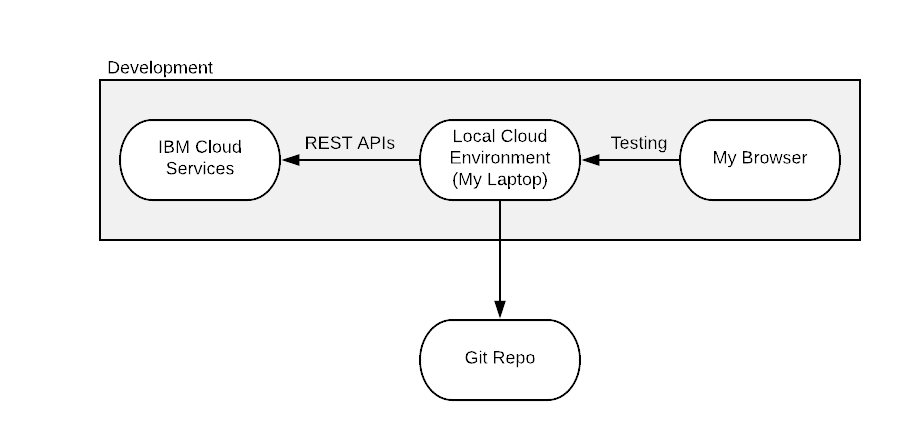 Development
IBM Cloud
Services
REST APIs
Local Cloud
Environment
(My Laptop)
Testing
My Browser
Git Repo